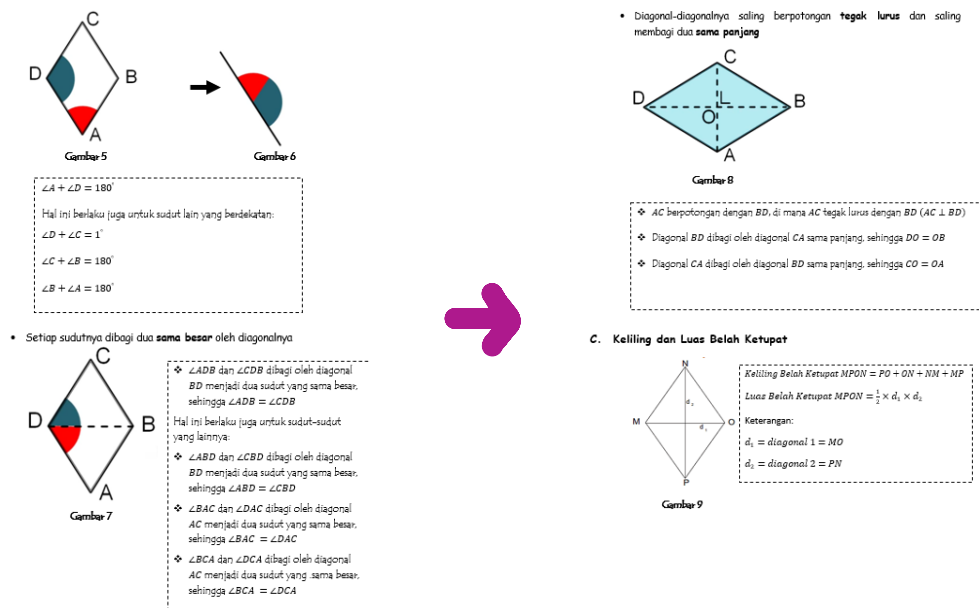 C
D
B
A
Gambar 5
Gambar 6
∠A + ∠D = 180°
Hal ini berlaku juga untuk sudut lain yang berdekatan:
∠D + ∠C = 1°
∠C + ∠B = 180°
∠B + ∠A = 180°
• Setiap sudutnya dibagi dua sama besar oleh diagonalnya
C
D
B
A
Gambar 7
❖ ∠ADB dan ∠CDB dibagi oleh diagonal
BD menjadi dua sudut yang sama besar,
sehingga ∠ADB = ∠CDB
Hal ini berlaku juga untuk sudut-sudut
yang lainnya:
❖ ∠ABD dan ∠CBD dibagi oleh diagonal
BD menjadi dua sudut yang sama besar,
sehingga ∠ABD = ∠CBD
❖ ∠BAC dan ∠DAC dibagi oleh diagonal
AC menjadi dua sudut yang sama besar,
sehingga ∠BAC = ∠DAC
❖ ∠BCA dan ∠DCA dibagi oleh diagonal
AC menjadi dua sudut yang .sama besar,
sehingga ∠BCA = ∠DCA
• Diagonal-diagonalnya saling berpotongan tegak lurus dan saling
membagi dua sama panjang
C
D
B
O
A
Gambar 8
❖ AC berpotongan dengan BD, di mana AC tegak lurus dengan BD (AC ⊥ BD)
❖ Diagonal BD dibagi oleh diagonal CA sama panjang, sehingga DO = OB
❖ Diagonal CA dibagi oleh diagonal BD sama panjang, sehingga CO = OA
C. Keliling dan Luas Belah Ketupat
N
d₂
M
d₁
O
P
Gambar 9
Keliling Belah Ketupat MPON = PO + ON + NM + MP
Luas Belah Ketupat MPON = ½ × d₁ × d₂
Keterangan:
d₁ = diagonal 1 = MO
d₂ = diagonal 2 = PN